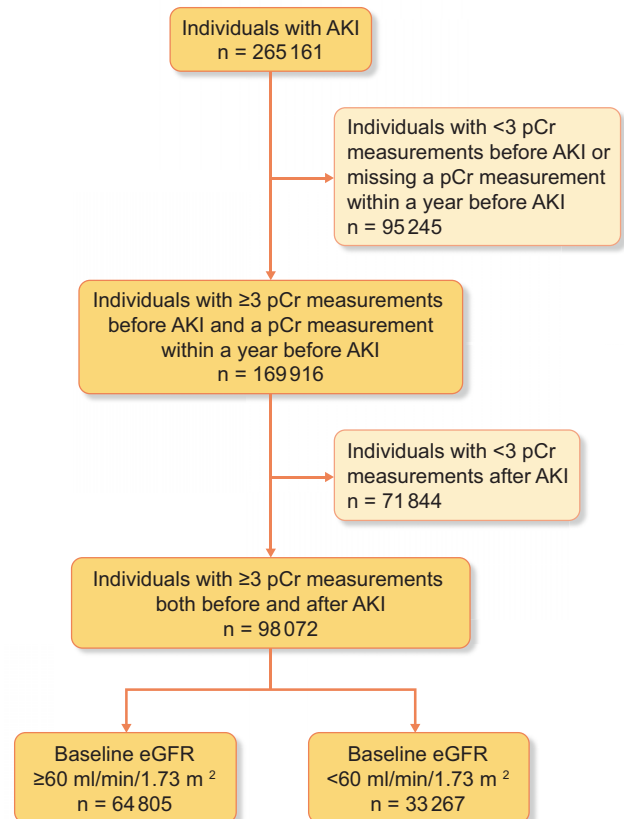 Individuals with AKI
n = 265 161
Individuals with <3 pCr
measurements before AKI or
missing a pCr measurement
within a year before AKI
n = 95 245
Individuals with ≥3 pCr measurements
before AKI and a pCr measurement
within a year before AKI
n = 169 916
Individuals with <3 pCr
measurements after AKI
n = 71 844
Individuals with ≥3 pCr measurements
both before and after AKI
n = 98 072
Baseline eGFR
≥60 ml/min/1.73 m ²
n = 64 805
Baseline eGFR
<60 ml/min/1.73 m ²
n = 33 267